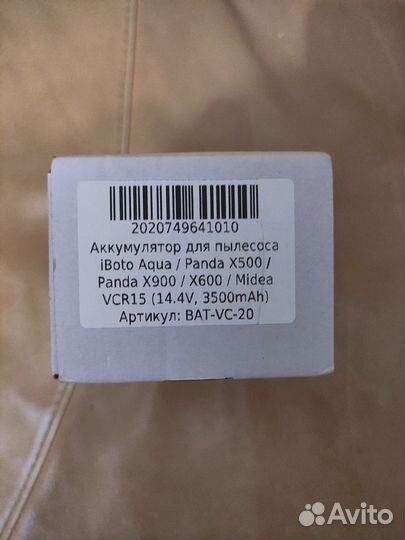 2020749641010
Аккумулятор для пылесоса
iBoto Aqua / Panda X500 /
Panda X900 / X600 / Midea
VCR15 (14.4V, 3500mAh)
Артикул: BAT-VC-20
Avito